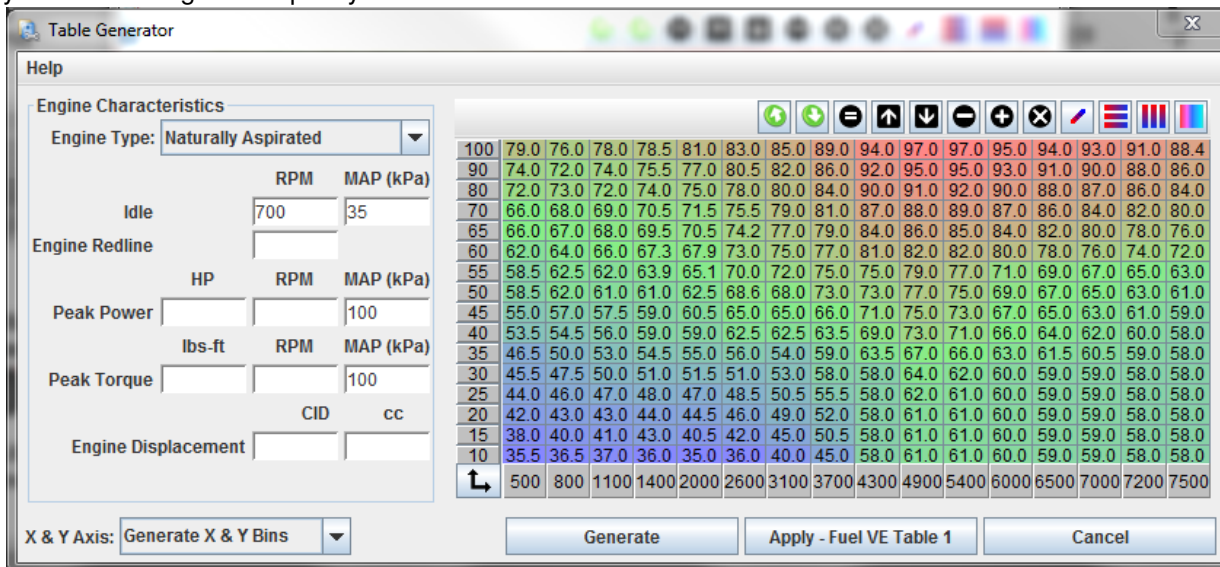 Table Generator
Help
Engine Characteristics
Engine Type: Naturally Aspirated
RPM MAP (kPa)
Idle 700 35
Engine Redline
HP RPM MAP (kPa)
Peak Power 100
lbs-ft RPM MAP (kPa)
Peak Torque 100
CID cc
Engine Displacement
100 79.0 76.0 78.0 78.5 81.0 83.0 85.0 89.0 94.0 97.0 97.0 95.0 94.0 93.0 91.0 88.4
90 74.0 72.0 74.0 75.5 77.0 80.5 82.0 86.0 92.0 95.0 95.0 93.0 91.0 90.0 88.0 86.0
80 72.0 73.0 72.0 74.0 75.0 78.0 80.0 84.0 90.0 91.0 92.0 90.0 88.0 87.0 86.0 84.0
70 66.0 68.0 69.0 70.5 71.5 75.5 79.0 81.0 87.0 88.0 89.0 87.0 86.0 84.0 82.0 80.0
65 66.0 67.0 68.0 69.5 70.5 74.2 77.0 79.0 84.0 86.0 85.0 84.0 82.0 80.0 78.0 76.0
60 62.0 64.0 66.0 67.3 67.9 73.0 75.0 77.0 81.0 82.0 82.0 80.0 78.0 76.0 74.0 72.0
55 58.5 62.5 62.0 63.9 65.1 70.0 72.0 75.0 75.0 79.0 77.0 71.0 69.0 67.0 65.0 63.0
50 58.5 62.0 61.0 61.0 62.5 68.6 68.0 73.0 73.0 77.0 75.0 69.0 67.0 65.0 63.0 61.0
45 55.0 57.0 57.5 59.0 60.5 65.0 65.0 66.0 71.0 75.0 73.0 67.0 65.0 63.0 61.0 59.0
40 53.5 54.5 56.0 59.0 59.0 62.5 62.5 63.5 69.0 73.0 71.0 66.0 64.0 62.0 60.0 58.0
35 46.5 50.0 53.0 54.5 55.0 56.0 54.0 59.0 63.5 67.0 66.0 63.0 61.5 60.5 59.0 58.0
30 45.5 47.5 50.0 51.0 51.5 51.0 53.0 58.0 58.0 64.0 62.0 60.0 59.0 59.0 58.0 58.0
25 44.0 46.0 47.0 48.0 47.0 48.5 50.5 55.5 58.0 62.0 61.0 60.0 59.0 59.0 58.0 58.0
20 42.0 43.0 43.0 44.0 44.5 46.0 49.0 52.0 58.0 61.0 61.0 60.0 59.0 59.0 58.0 58.0
15 38.0 40.0 41.0 43.0 40.5 42.0 45.0 50.5 58.0 61.0 61.0 60.0 59.0 59.0 58.0 58.0
10 35.5 36.5 37.0 36.0 35.0 36.0 40.0 45.0 58.0 61.0 61.0 60.0 59.0 59.0 58.0 58.0
500 800 1100 1400 2000 2600 3100 3700 4300 4900 5400 6000 6500 7000 7200 7500
X & Y Axis: Generate X & Y Bins
Generate Apply - Fuel VE Table 1 Cancel